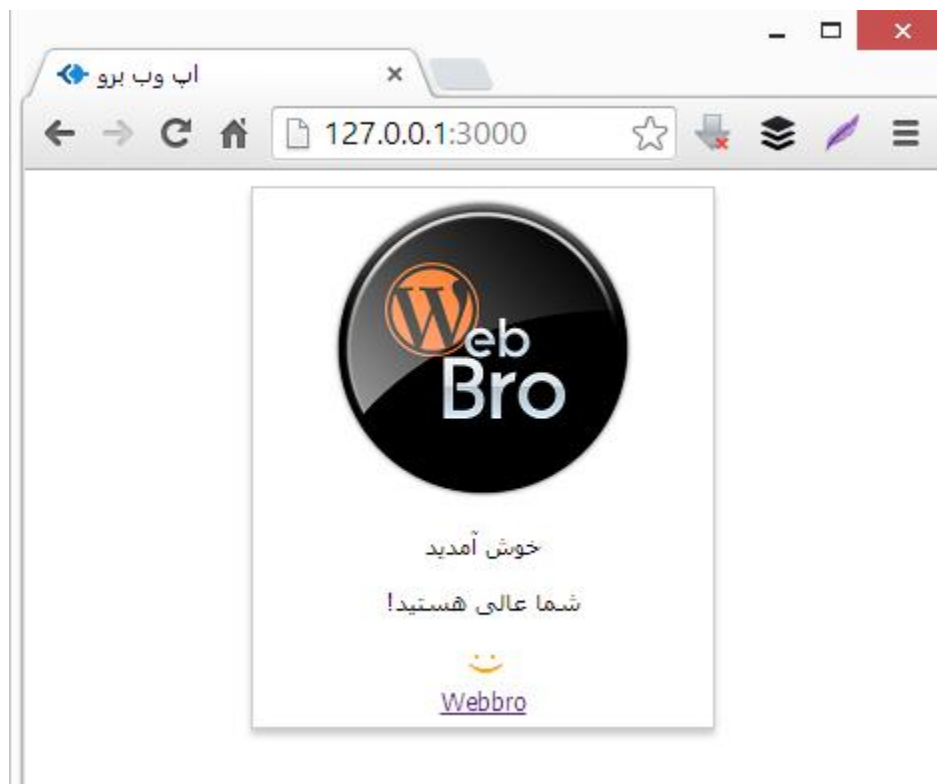 اپ وب برو
127.0.0.1:3000
Web
Bro
خوش آمدید
شما عالی هستید!
Webbro